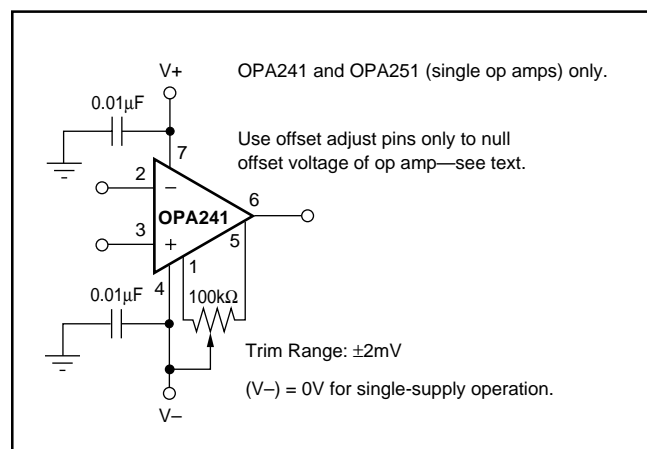 V+
OPA241 and OPA251 (single op amps) only.
0.01µF
Use offset adjust pins only to null
offset voltage of op amp—see text.
7
2
−
6
OPA241
3
+
5
1
4
100kΩ
0.01µF
Trim Range: ±2mV
(V–) = 0V for single-supply operation.
V–